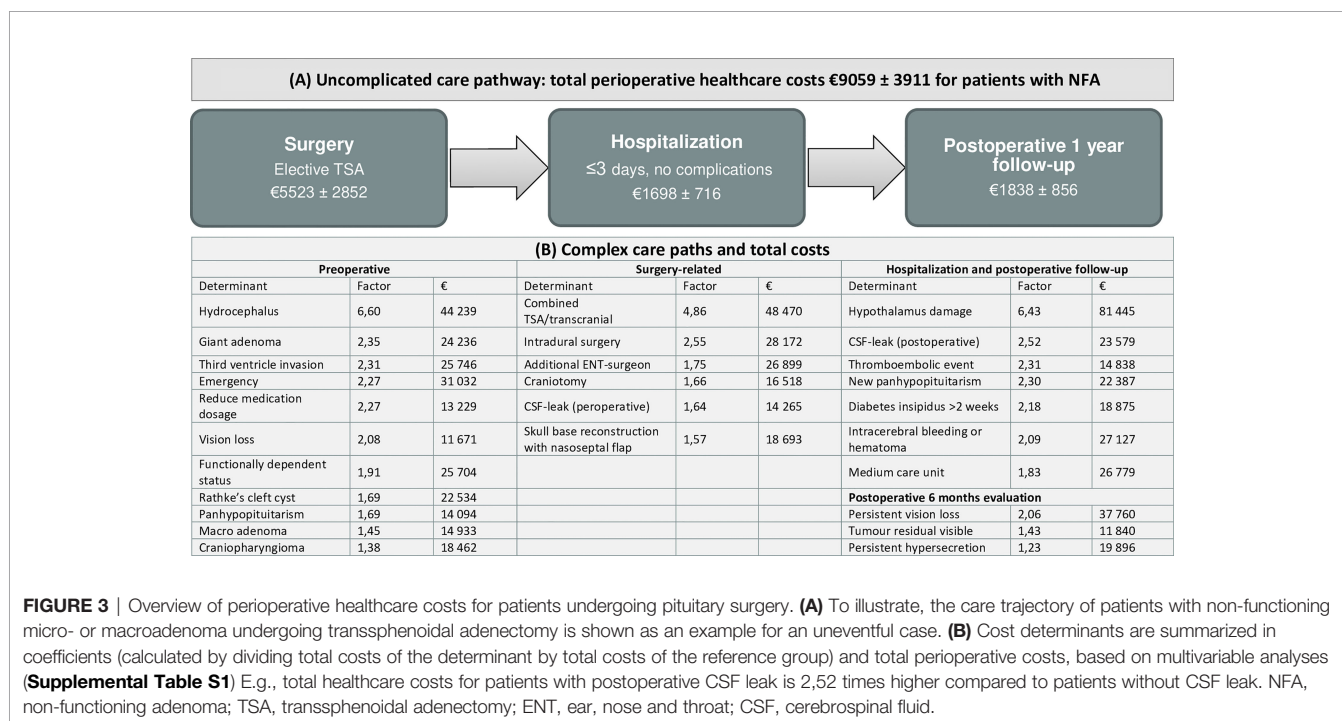 (A) Uncomplicated care pathway: total perioperative healthcare costs €9059 ± 3911 for patients with NFA
Surgery
Elective TSA
€5523 ± 2852
Hospitalization
≤3 days, no complications
€1698 ± 716
Postoperative 1 year
follow-up
€1838 ± 856
(B) Complex care paths and total costs
Preoperative Surgery-related Hospitalization and postoperative follow-up
Determinant Factor € Determinant Factor € Determinant Factor €
Hydrocephalus 6,60 44 239 Combined TSA/transcranial 4,86 48 470 Hypothalamus damage 6,43 81 445
Giant adenoma 2,35 24 236 Intradural surgery 2,55 28 172 CSF-leak (postoperative) 2,52 23 579
Third ventricle invasion 2,31 25 746 Additional ENT-surgeon 1,75 26 899 Thromboembolic event 2,31 14 838
Emergency 2,27 31 032 Craniotomy 1,66 16 518 New panhypopituitarism 2,30 22 387
Reduce medication dosage 2,27 13 229 CSF-leak (peroperative) 1,64 14 265 Diabetes insipidus >2 weeks 2,18 18 875
Vision loss 2,08 11 671 Skull base reconstruction with nasoseptal flap 1,57 18 693 Intracerebral bleeding or hematoma 2,09 27 127
Functionally dependent status 1,91 25 704 Medium care unit 1,83 26 779
Rathke's cleft cyst 1,69 22 534 Postoperative 6 months evaluation
Panhypopituitarism 1,69 14 094 Persistent vision loss 2,06 37 760
Macro adenoma 1,45 14 933 Tumour residual visible 1,43 11 840
Craniopharyngioma 1,38 18 462 Persistent hypersecretion 1,23 19 896
FIGURE 3 | Overview of perioperative healthcare costs for patients undergoing pituitary surgery. (A) To illustrate, the care trajectory of patients with non-functioning
micro- or macroadenoma undergoing transsphenoidal adenectomy is shown as an example for an uneventful case. (B) Cost determinants are summarized in
coefficients (calculated by dividing total costs of the determinant by total costs of the reference group) and total perioperative costs, based on multivariable analyses
(Supplemental Table S1) E.g., total healthcare costs for patients with postoperative CSF leak is 2,52 times higher compared to patients without CSF leak. NFA,
non-functioning adenoma; TSA, transsphenoidal adenectomy; ENT, ear, nose and throat; CSF, cerebrospinal fluid.